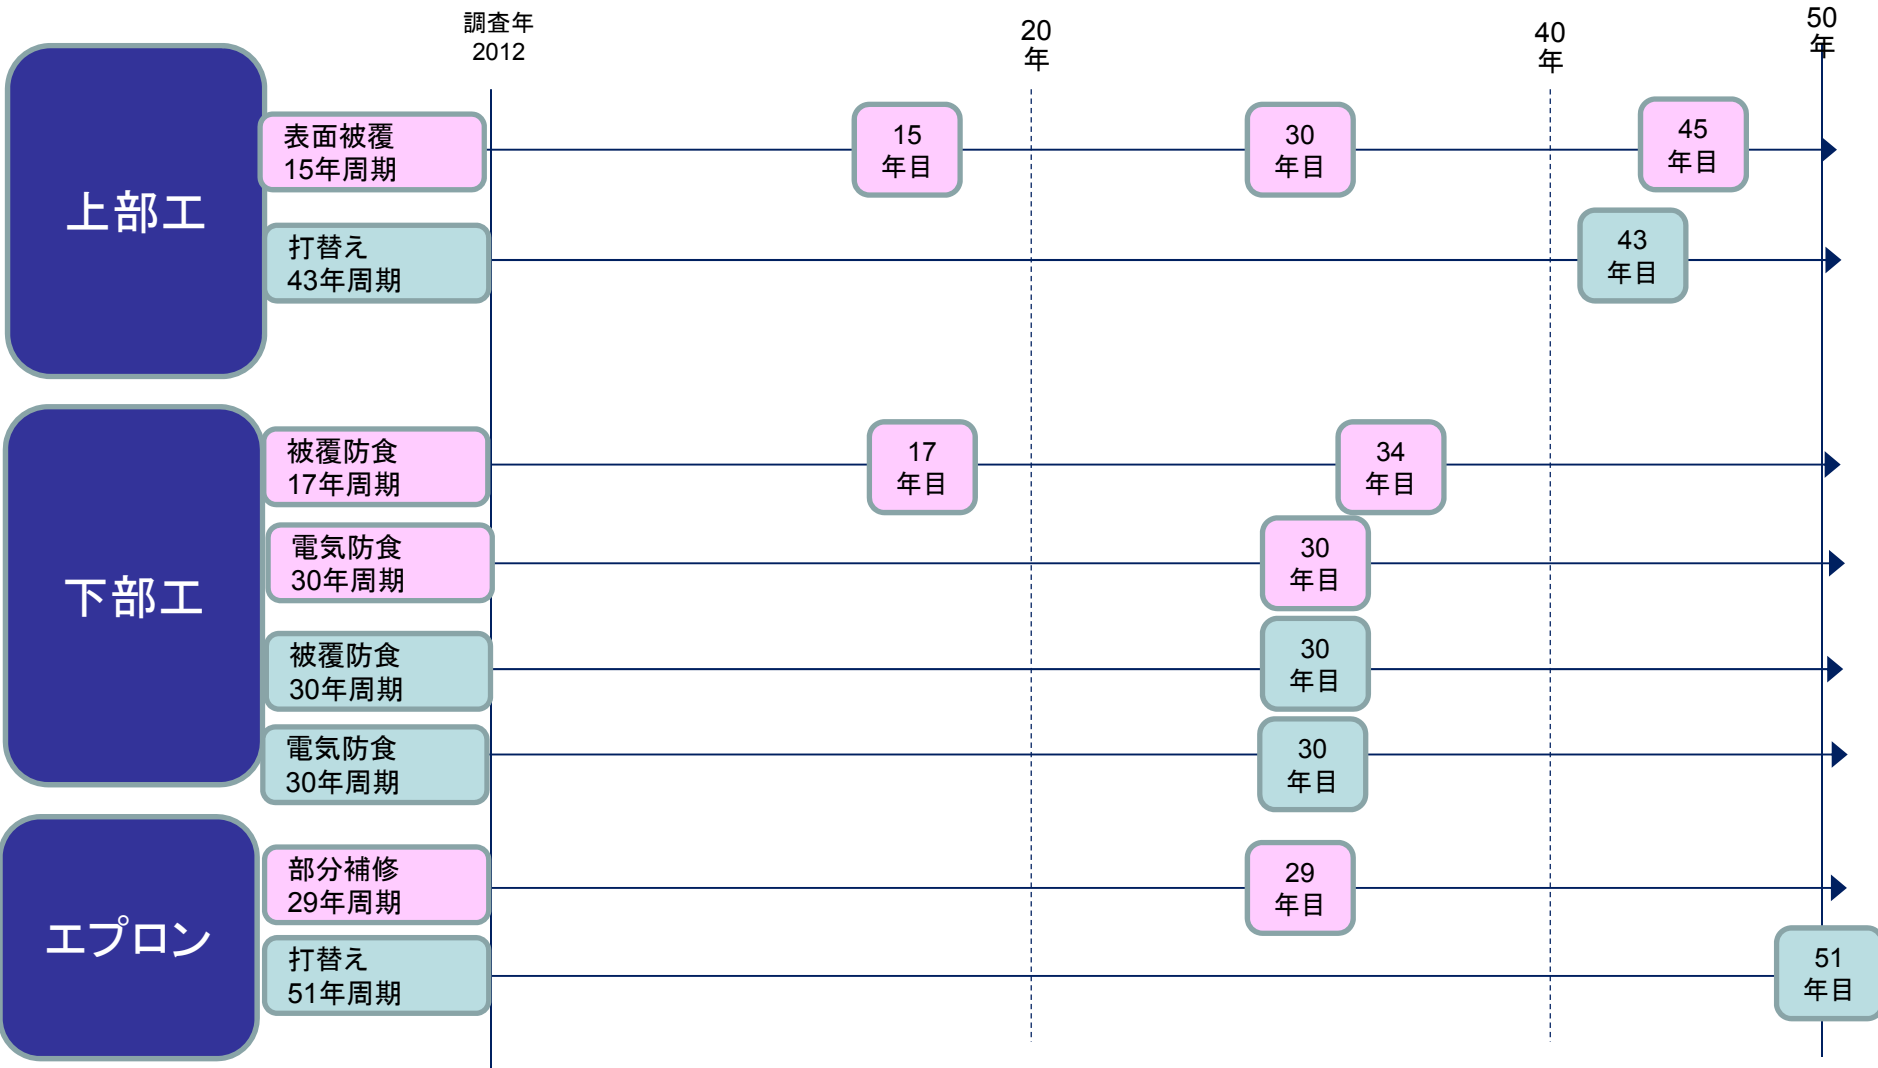 調査年
2012
20
年
40
年
50
年
上部工
表面被覆
15年周期
15
年目
30
年目
45
年目
打替え
43年周期
43
年目
下部工
被覆防食
17年周期
17
年目
34
年目
電気防食
30年周期
30
年目
被覆防食
30年周期
30
年目
電気防食
30年周期
30
年目
エプロン
部分補修
29年周期
29
年目
打替え
51年周期
51
年目